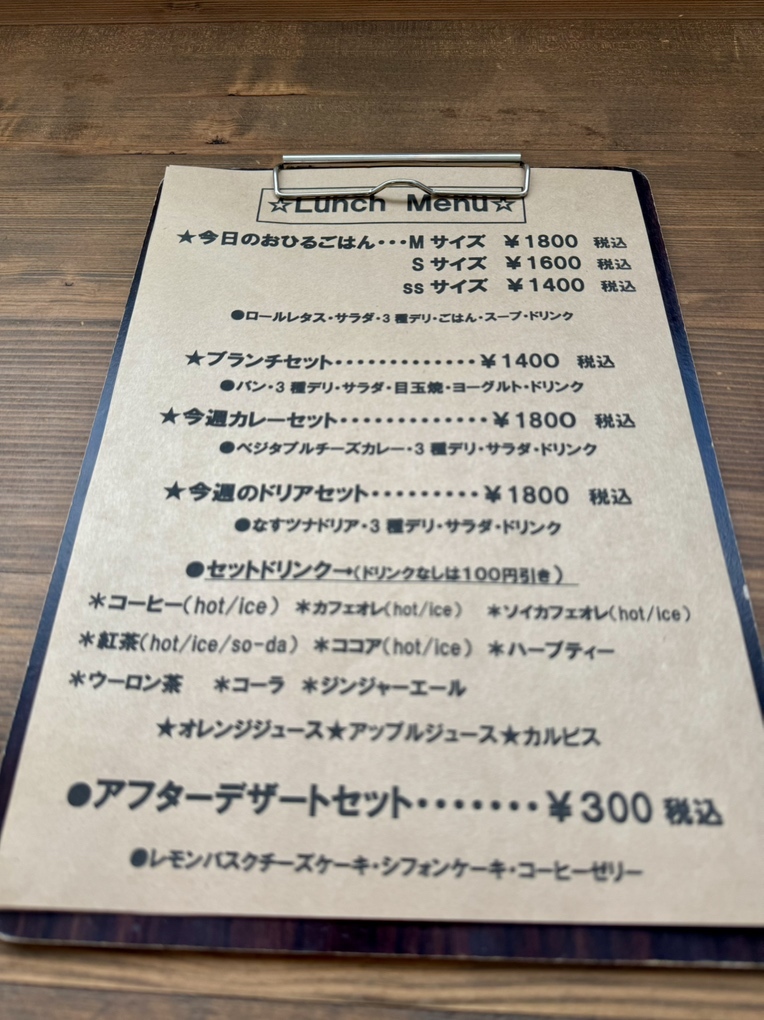 ☆Lunch Menu☆
★今日のおひるごはん・・・M サイズ ￥1800 税込
S サイズ ￥1600 税込
ss サイズ ￥1400 税込
●ロールレタス・サラダ・3 種デリ・ごはん・スープ・ドリンク
★ブランチセット・・・・・・・・・・・・・￥1400 税込
●パン・3 種デリ・サラダ・目玉焼・ヨーグルト・ドリンク
★今週カレーセット・・・・・・・・・・・・・￥1800 税込
●ベジタブルチーズカレー・3 種デリ・サラダ・ドリンク
★今週のドリアセット・・・・・・・・・￥1800 税込
●なすツナドリア・3 種デリ・サラダ・ドリンク
●セットドリンク→(ドリンクなしは100円引き)
＊コーヒー(hot/ice) ＊カフェオレ(hot/ice) ＊ソイカフェオレ(hot/ice)
＊紅茶(hot/ice/so-da) ＊ココア(hot/ice) ＊ハーブティー
＊ウーロン茶 ＊コーラ ＊ジンジャーエール
★オレンジジュース★アップルジュース★カルピス
●アフターデザートセット・・・・・・・￥300 税込
●レモンバスクチーズケーキ・シフォンケーキ・コーヒーゼリー